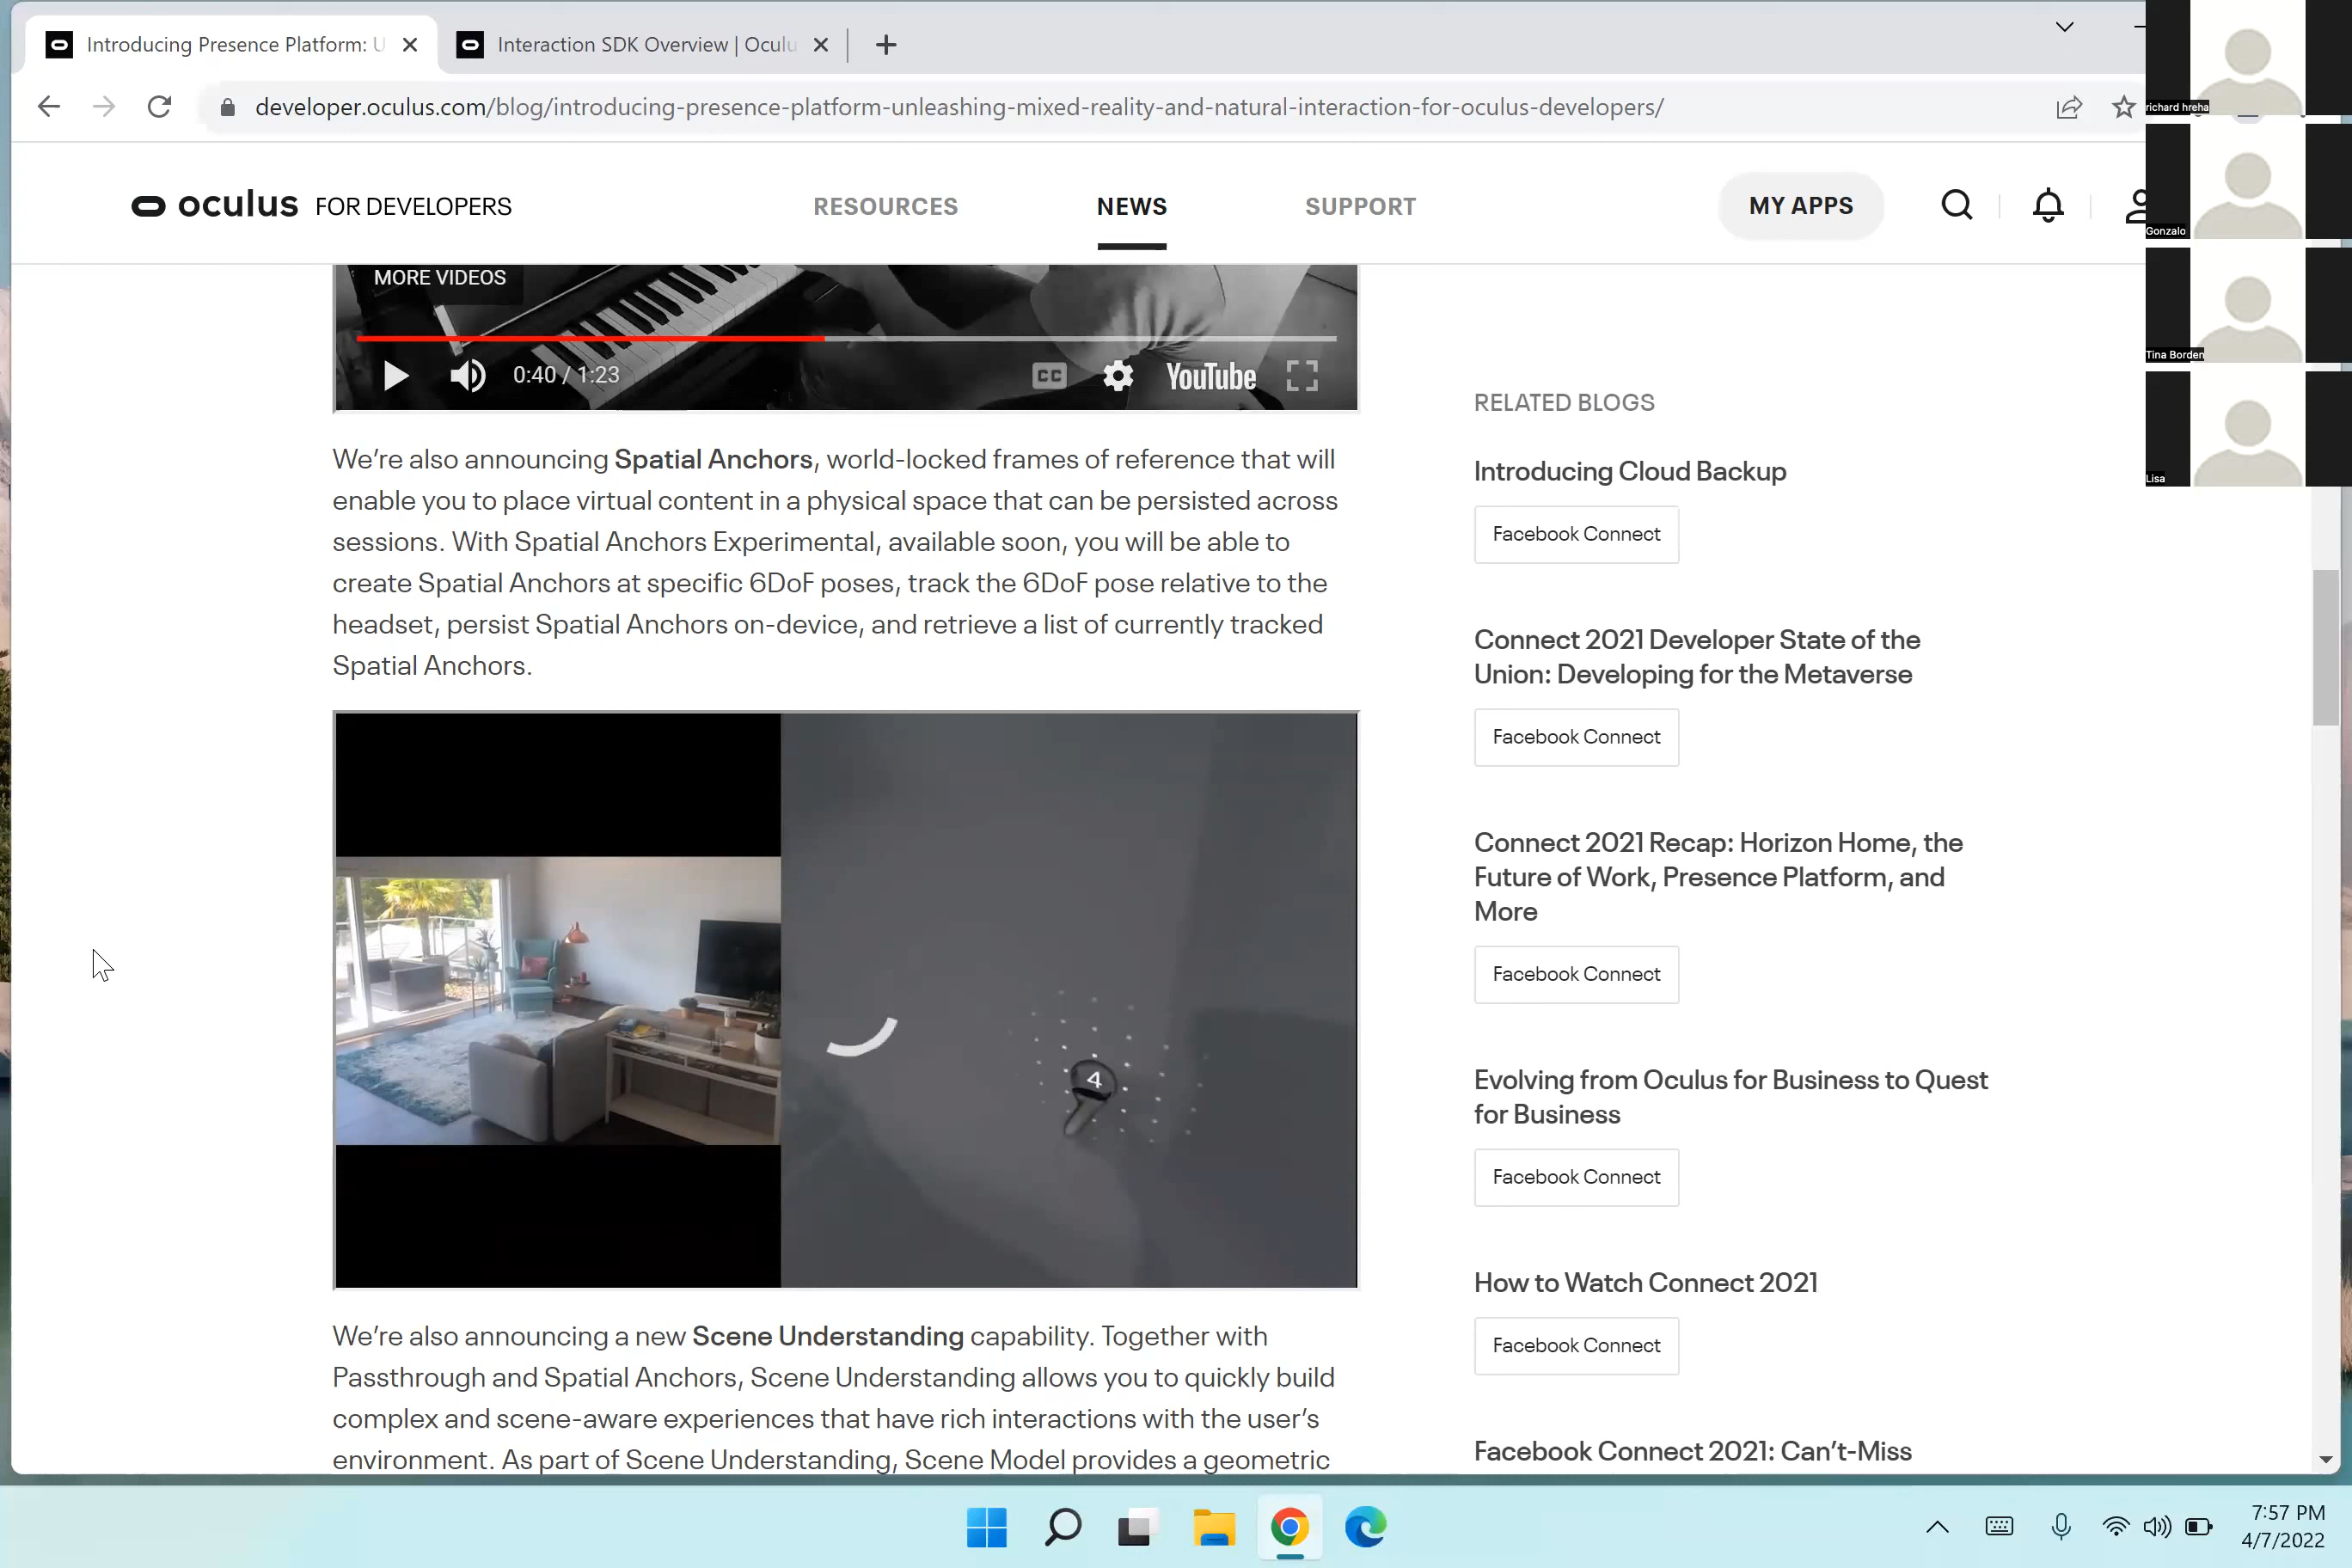 Introducing Presence Platform: U
Interaction SDK Overview | Ocul
developer.oculus.com/blog/introducing-presence-platform-unleashing-mixed-reality-and-natural-interaction-for-oculus-developers/
richard hreha
Gonzalo
Tina Borden
Lisa
oculus FOR DEVELOPERS
RESOURCES
NEWS
SUPPORT
MY APPS
MORE VIDEOS
0:40 / 1:23
CC
YouTube
We’re also announcing Spatial Anchors, world-locked frames of reference that will
enable you to place virtual content in a physical space that can be persisted across
sessions. With Spatial Anchors Experimental, available soon, you will be able to
create Spatial Anchors at specific 6DoF poses, track the 6DoF pose relative to the
headset, persist Spatial Anchors on-device, and retrieve a list of currently tracked
Spatial Anchors.
4
We’re also announcing a new Scene Understanding capability. Together with
Passthrough and Spatial Anchors, Scene Understanding allows you to quickly build
complex and scene-aware experiences that have rich interactions with the user’s
environment. As part of Scene Understanding, Scene Model provides a geometric
RELATED BLOGS
Introducing Cloud Backup
Facebook Connect
Connect 2021 Developer State of the
Union: Developing for the Metaverse
Facebook Connect
Connect 2021 Recap: Horizon Home, the
Future of Work, Presence Platform, and
More
Facebook Connect
Evolving from Oculus for Business to Quest
for Business
Facebook Connect
How to Watch Connect 2021
Facebook Connect
Facebook Connect 2021: Can’t-Miss
7:57 PM
4/7/2022